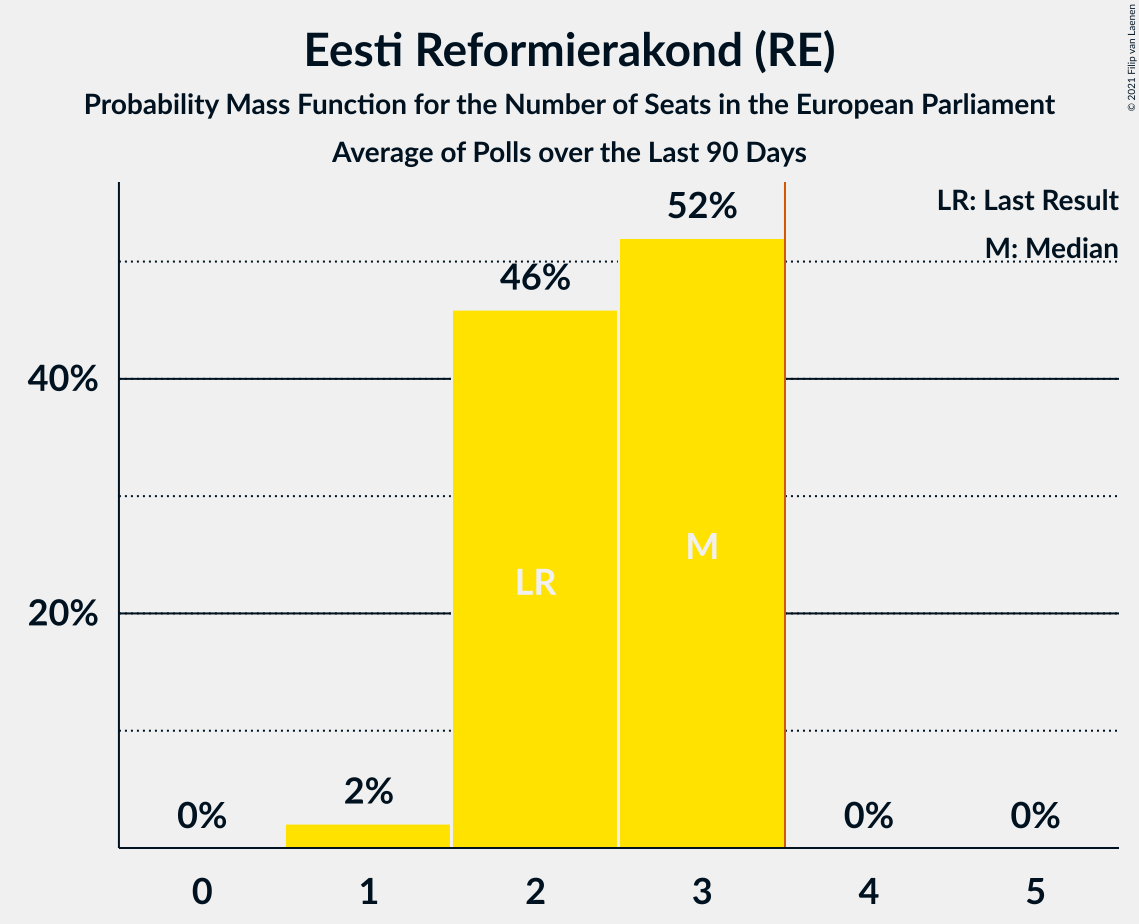 Eesti Reformierakond (RE)
Probability Mass Function for the Number of Seats in the European Parliament
Average of Polls over the Last 90 Days
© 2021 Filip van Laenen
LR: Last Result
M: Median
52%
46%
40%
M
LR
20%
2%
0%
0%
0%
0
1
2
3
4
5